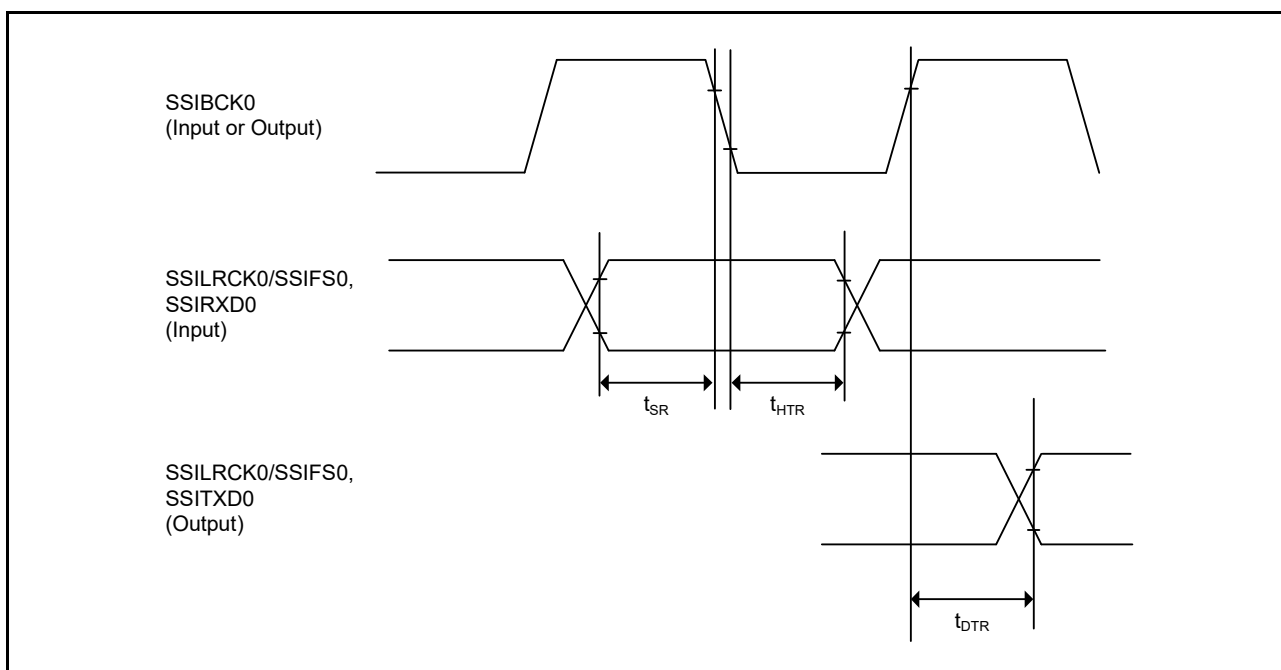 SSIBCK0
(Input or Output)
SSILRCK0/SSIFS0,
SSIRXD0
(Input)
tSR
tHTR
SSILRCK0/SSIFS0,
SSITXD0
(Output)
tDTR